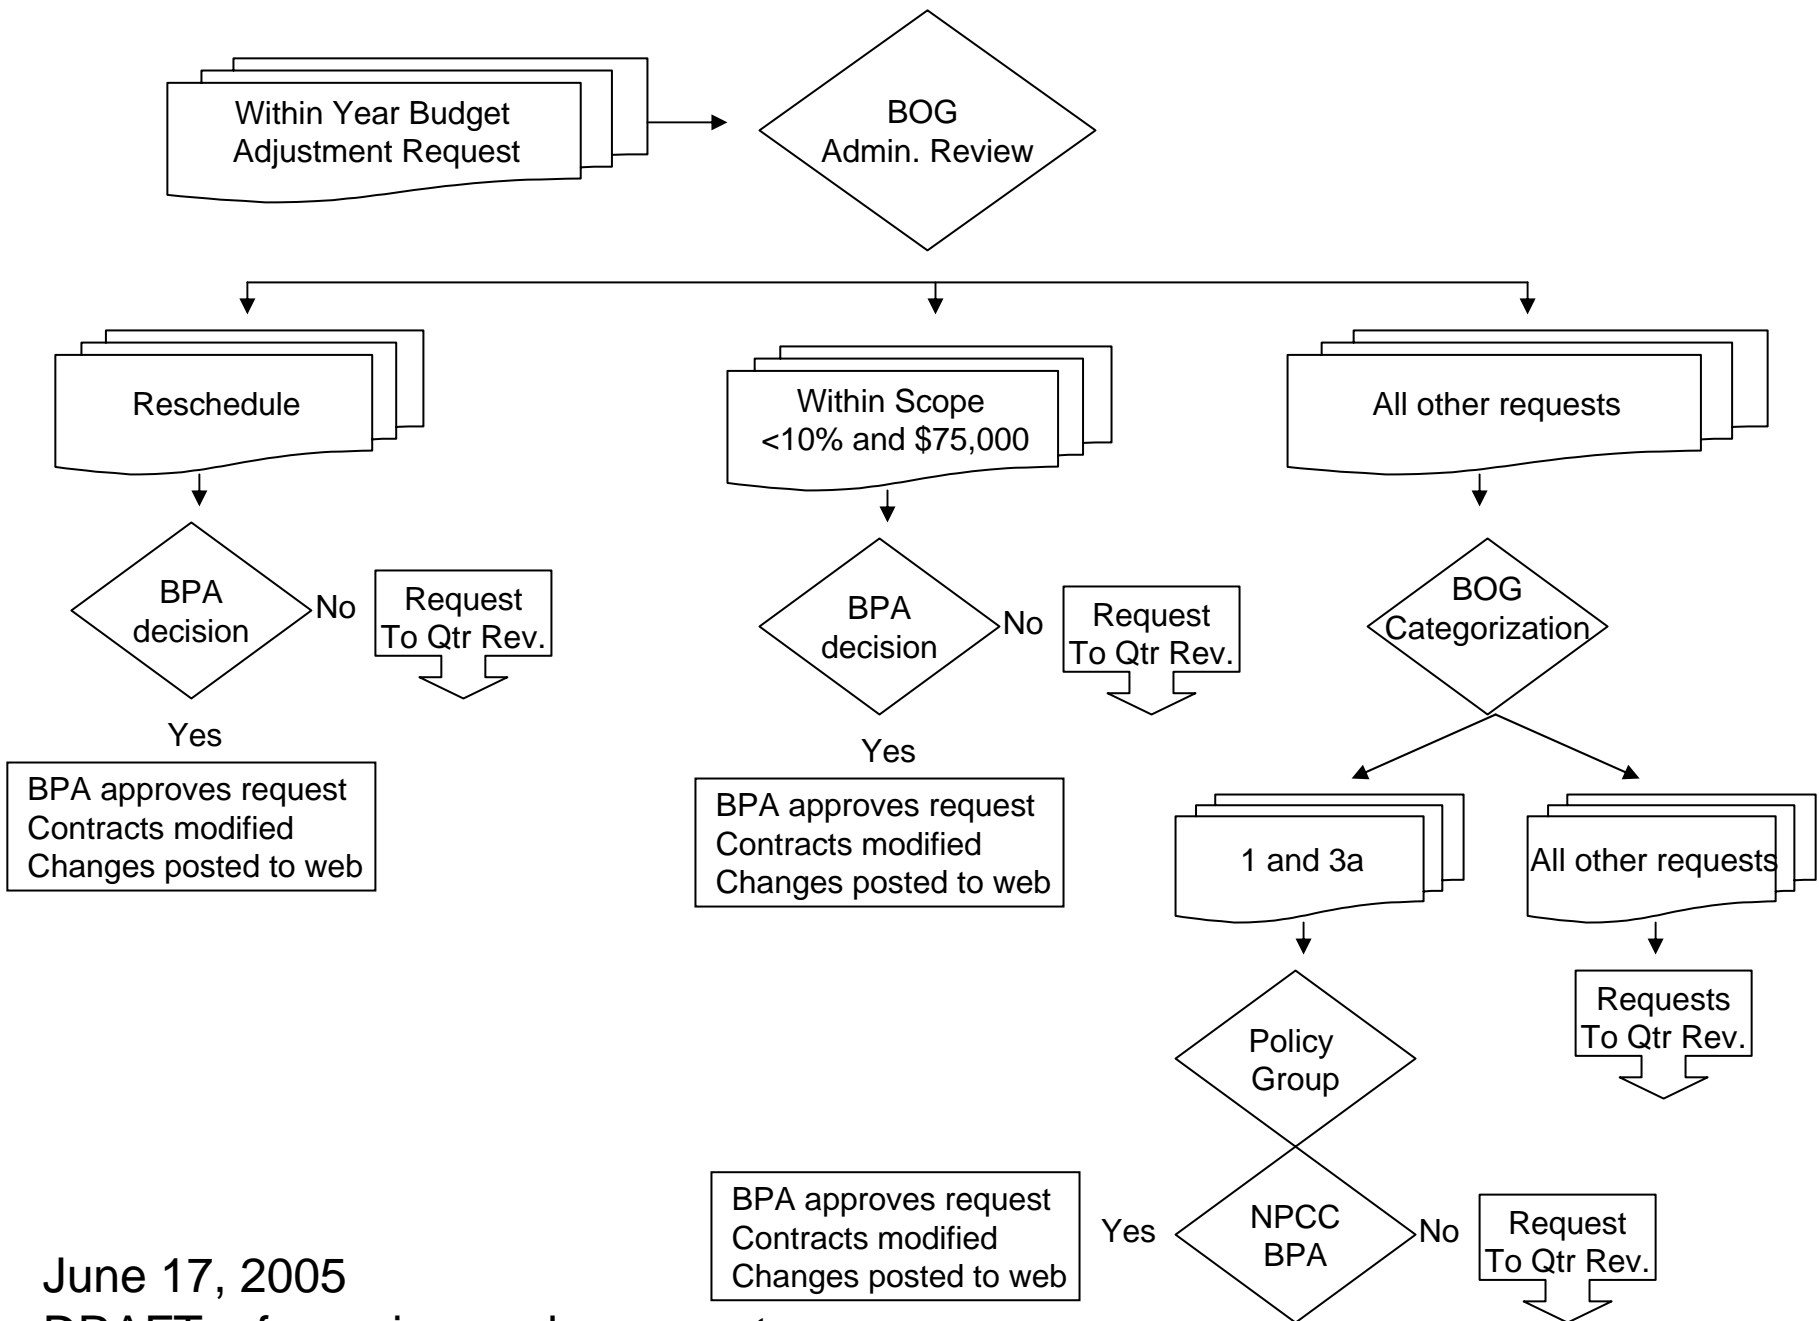 Within Year Budget
Adjustment Request
BOG
Admin. Review
Reschedule
Within Scope
<10% and $75,000
All other requests
BPA
decision
No
Request
To Qtr Rev.
BPA
decision
No
Request
To Qtr Rev.
BOG
Categorization
Yes
BPA approves request
Contracts modified
Changes posted to web
Yes
BPA approves request
Contracts modified
Changes posted to web
1 and 3a
All other requests
Policy
Group
Requests
To Qtr Rev.
BPA approves request
Contracts modified
Changes posted to web
Yes
NPCC
BPA
No
Request
To Qtr Rev.
June 17, 2005